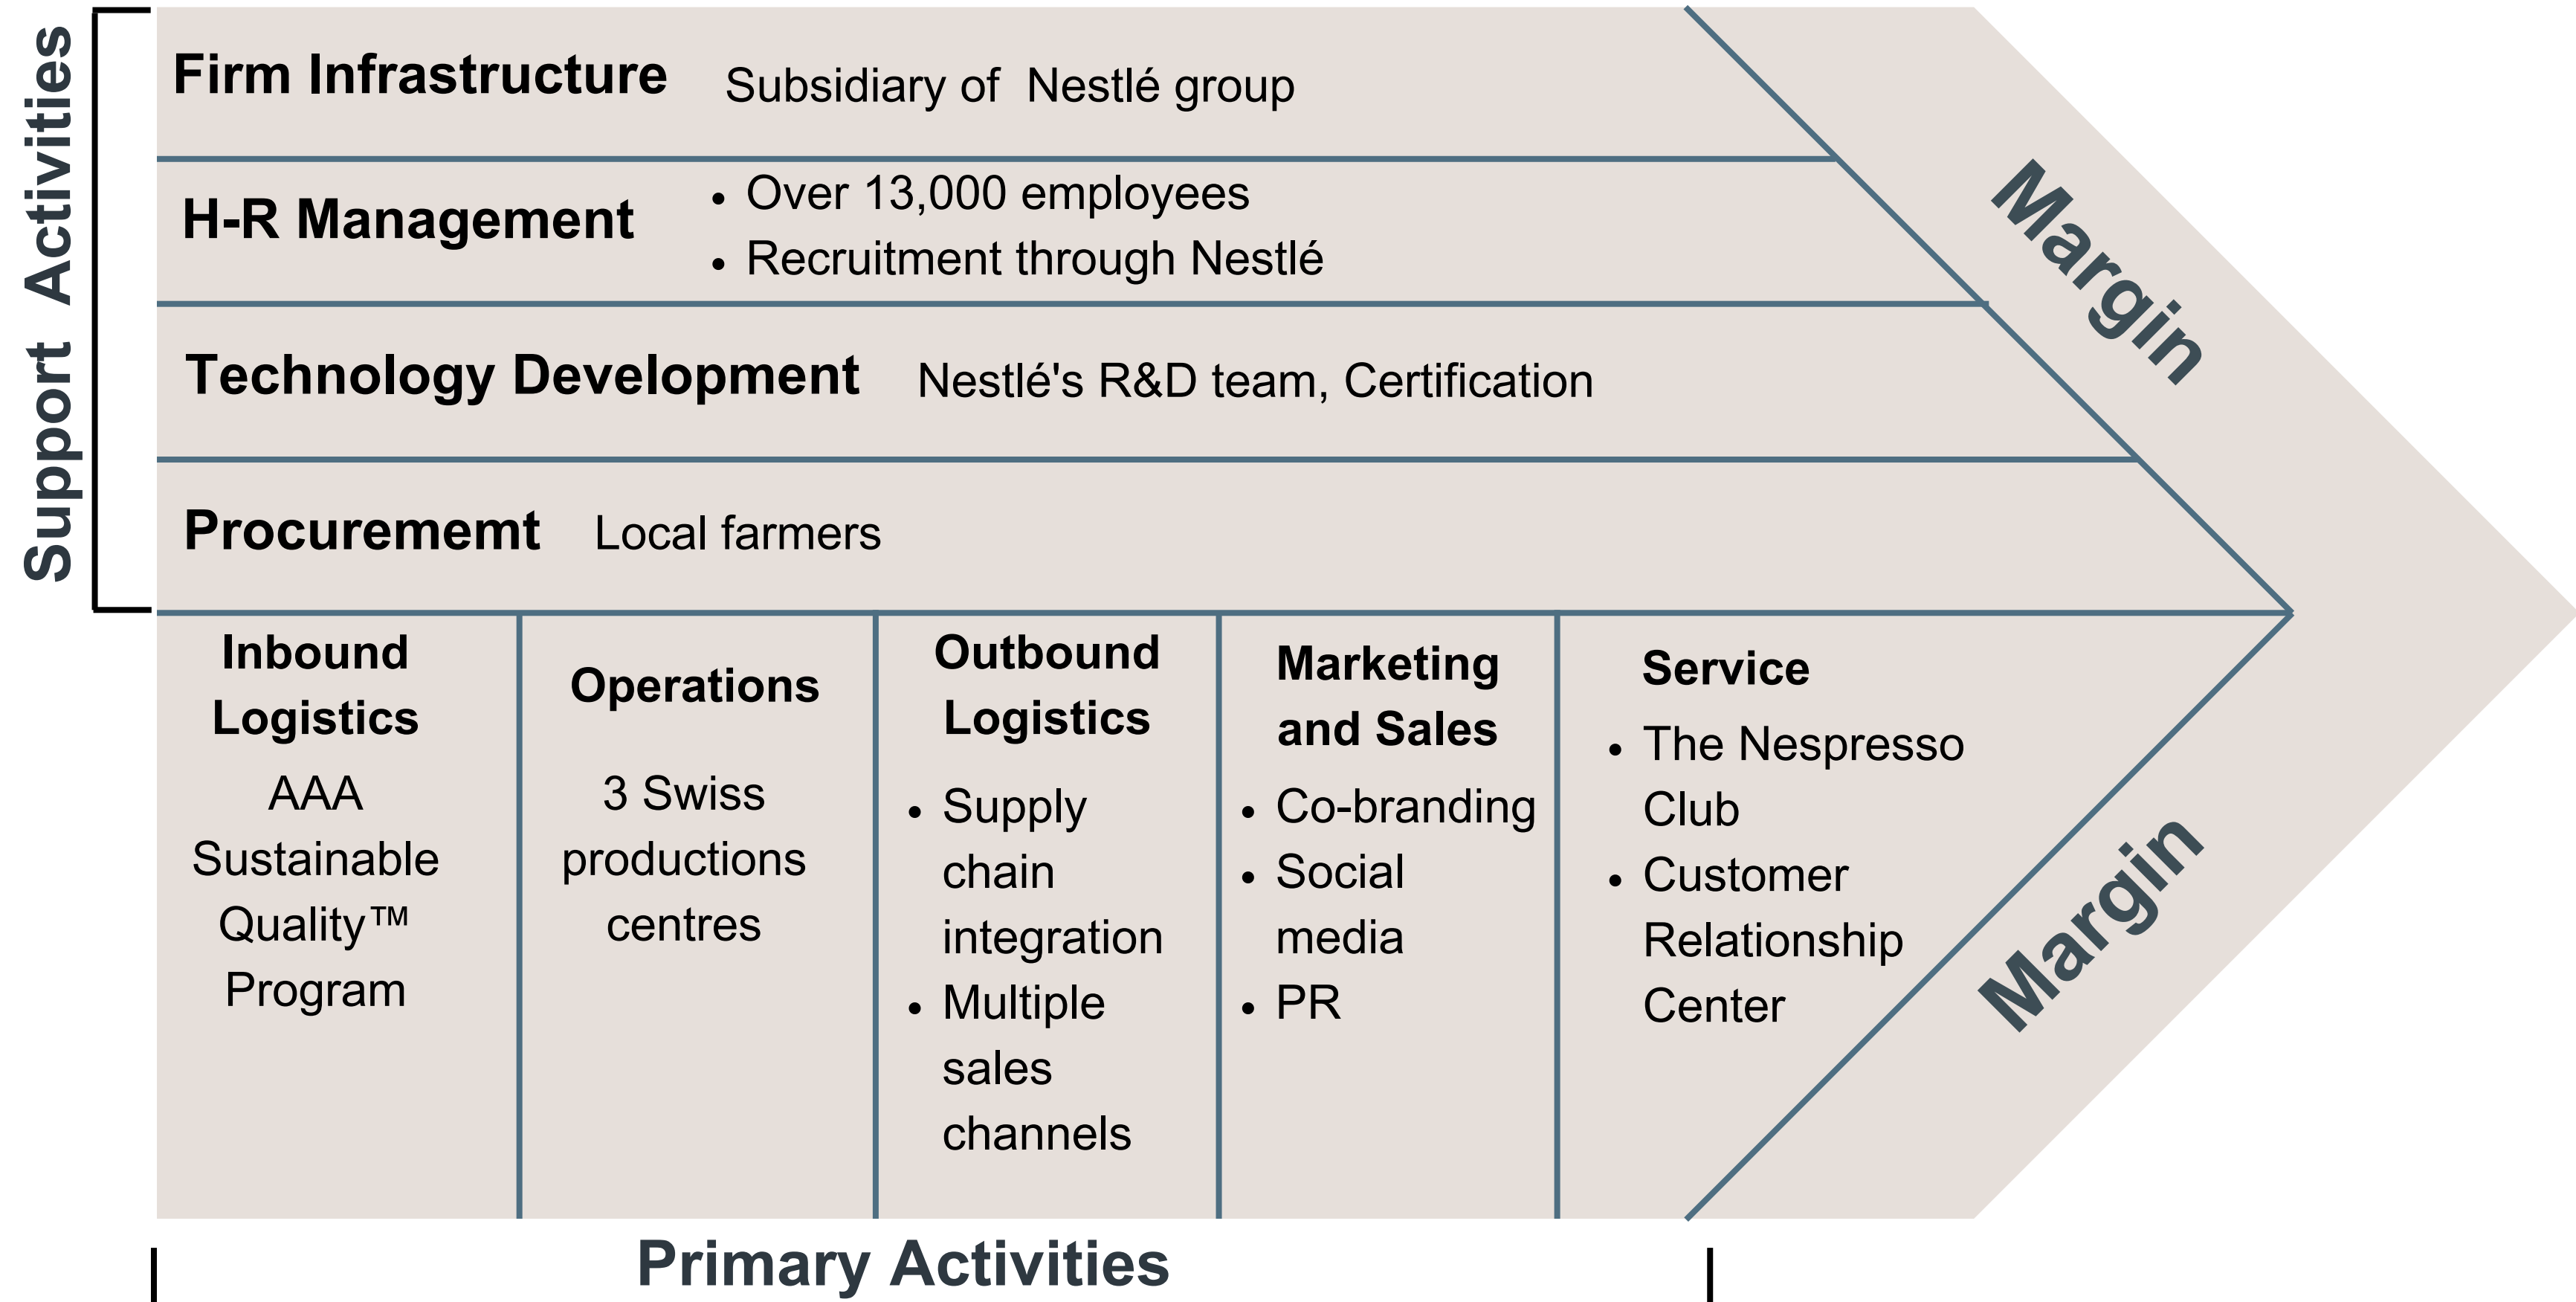 Support Activities
Firm Infrastructure Subsidiary of Nestlé group
H-R Management
• Over 13,000 employees
• Recruitment through Nestlé
Technology Development Nestlé's R&D team, Certification
Procurememt Local farmers
Margin
Inbound
Logistics
AAA
Sustainable
Quality™
Program
Operations
3 Swiss
productions
centres
Outbound
Logistics
• Supply
chain
integration
• Multiple
sales
channels
Marketing
and Sales
• Co-branding
• Social
media
• PR
Service
• The Nespresso
Club
• Customer
Relationship
Center
Margin
Primary Activities